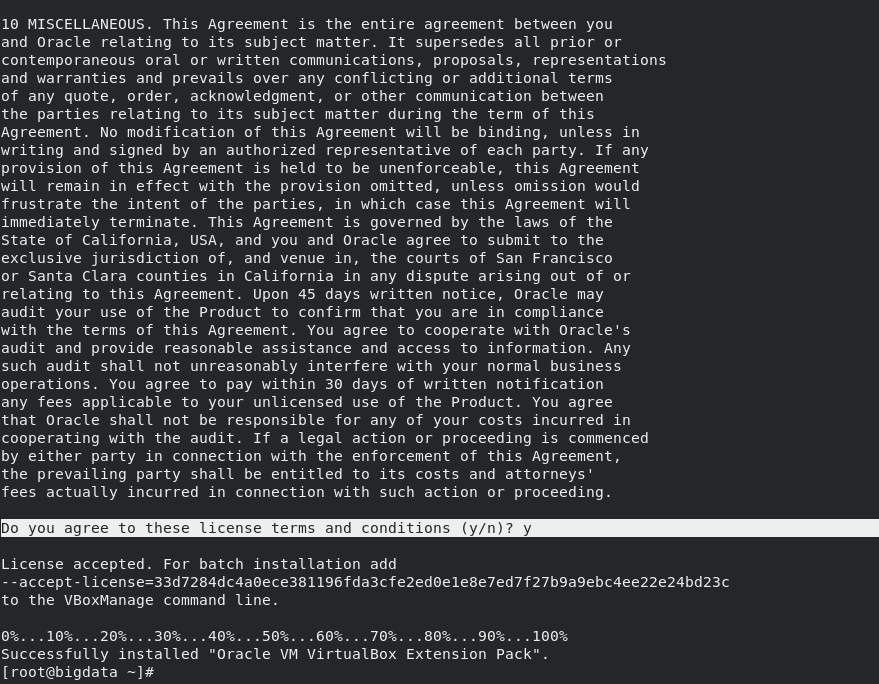 10 MISCELLANEOUS. This Agreement is the entire agreement between you
and Oracle relating to its subject matter. It supersedes all prior or
contemporaneous oral or written communications, proposals, representations
and warranties and prevails over any conflicting or additional terms
of any quote, order, acknowledgment, or other communication between
the parties relating to its subject matter during the term of this
Agreement. No modification of this Agreement will be binding, unless in
writing and signed by an authorized representative of each party. If any
provision of this Agreement is held to be unenforceable, this Agreement
will remain in effect with the provision omitted, unless omission would
frustrate the intent of the parties, in which case this Agreement will
immediately terminate. This Agreement is governed by the laws of the
State of California, USA, and you and Oracle agree to submit to the
exclusive jurisdiction of, and venue in, the courts of San Francisco
or Santa Clara counties in California in any dispute arising out of or
relating to this Agreement. Upon 45 days written notice, Oracle may
audit your use of the Product to confirm that you are in compliance
with the terms of this Agreement. You agree to cooperate with Oracle's
audit and provide reasonable assistance and access to information. Any
such audit shall not unreasonably interfere with your normal business
operations. You agree to pay within 30 days of written notification
any fees applicable to your unlicensed use of the Product. You agree
that Oracle shall not be responsible for any of your costs incurred in
cooperating with the audit. If a legal action or proceeding is commenced
by either party in connection with the enforcement of this Agreement,
the prevailing party shall be entitled to its costs and attorneys'
fees actually incurred in connection with such action or proceeding.
Do you agree to these license terms and conditions (y/n)? y
License accepted. For batch installation add
--accept-license=33d7284dc4a0ece381196fda3cfe2ed0e1e8e7ed7f27b9a9ebc4ee22e24bd23c
to the VBoxManage command line.
0%...10%...20%...30%...40%...50%...60%...70%...80%...90%...100%
Successfully installed "Oracle VM VirtualBox Extension Pack".
[root@bigdata ~]#